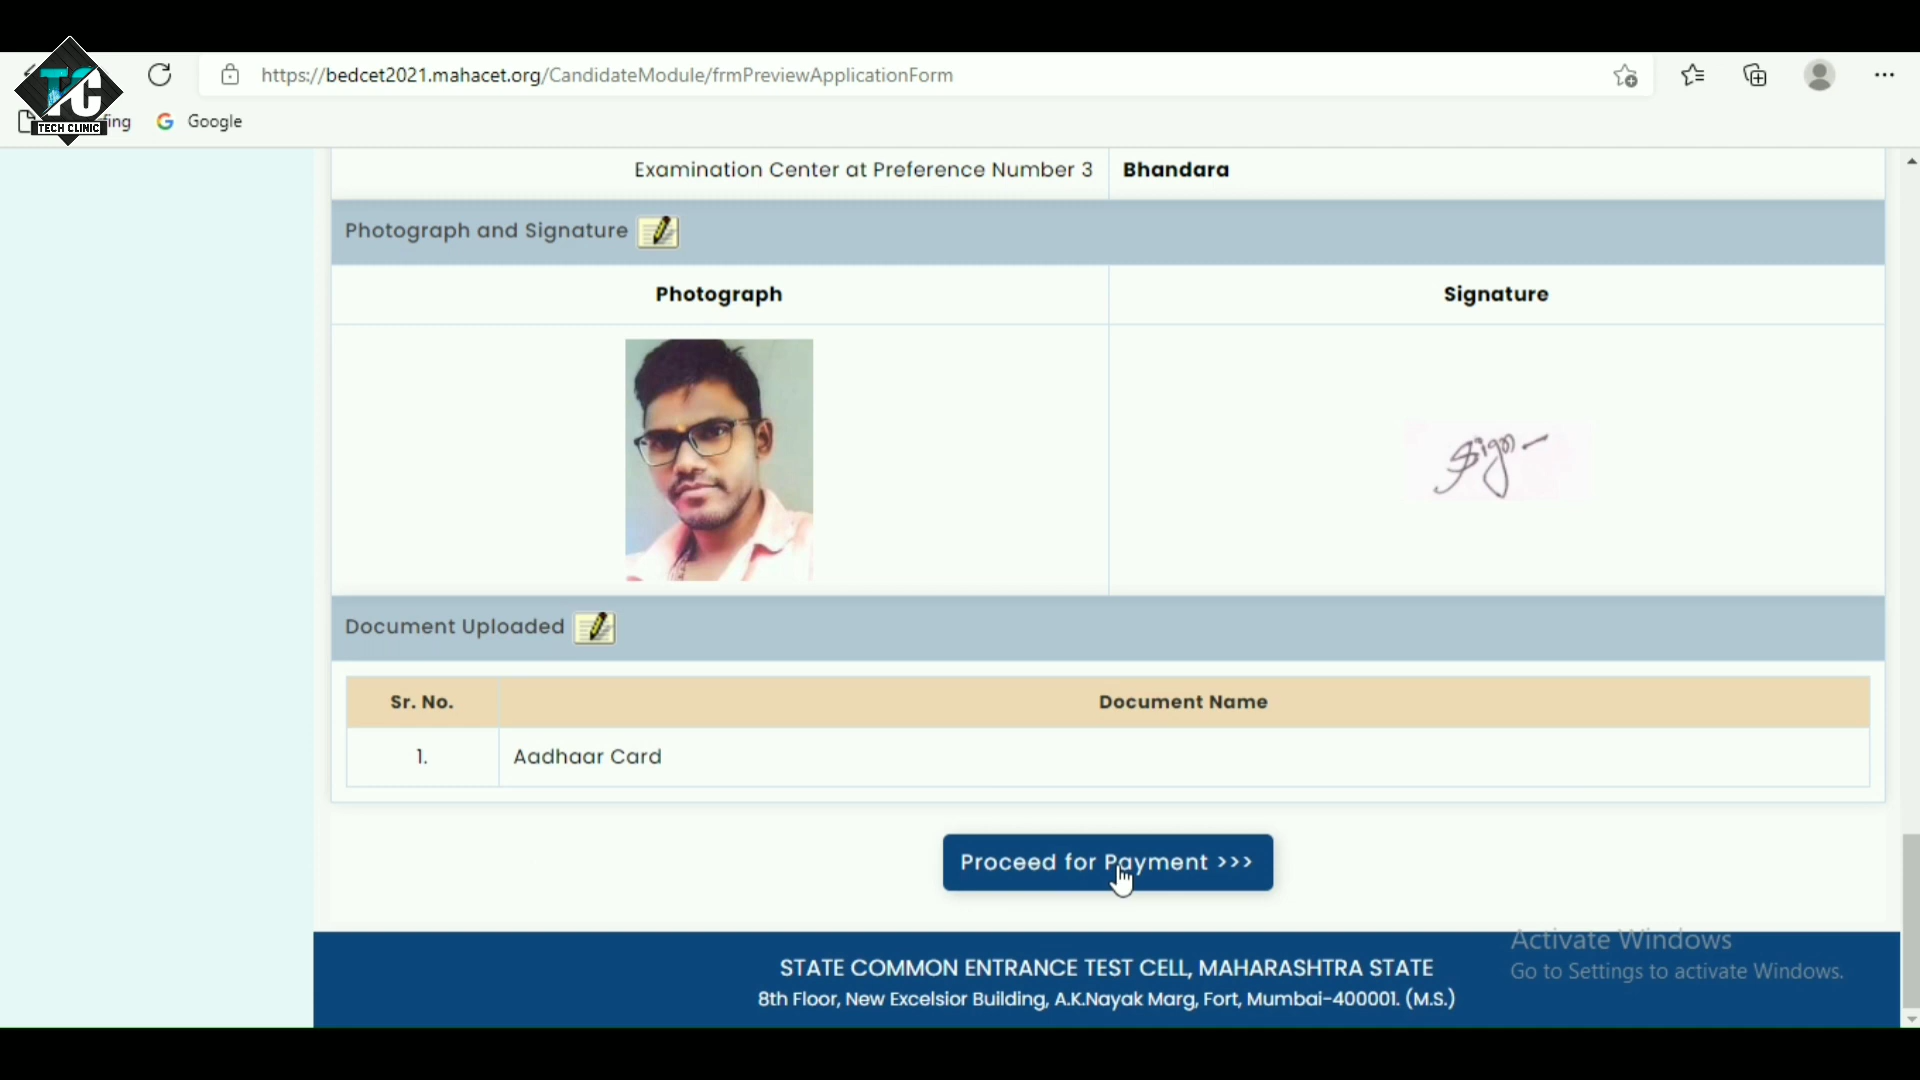 TC
TECH CLINIC
https://bedcet2021.mahacet.org/CandidateModule/frmPreviewApplicationForm
Google
Examination Center at Preference Number 3 Bhandara
Photograph and Signature
Photograph Signature
Sign
Document Uploaded
Sr. No. Document Name
1. Aadhaar Card
Proceed for Payment >>>
Activate Windows
Go to Settings to activate Windows.
STATE COMMON ENTRANCE TEST CELL, MAHARASHTRA STATE
8th Floor, New Excelsior Building, A.K.Nayak Marg, Fort, Mumbai-400001. (M.S.)